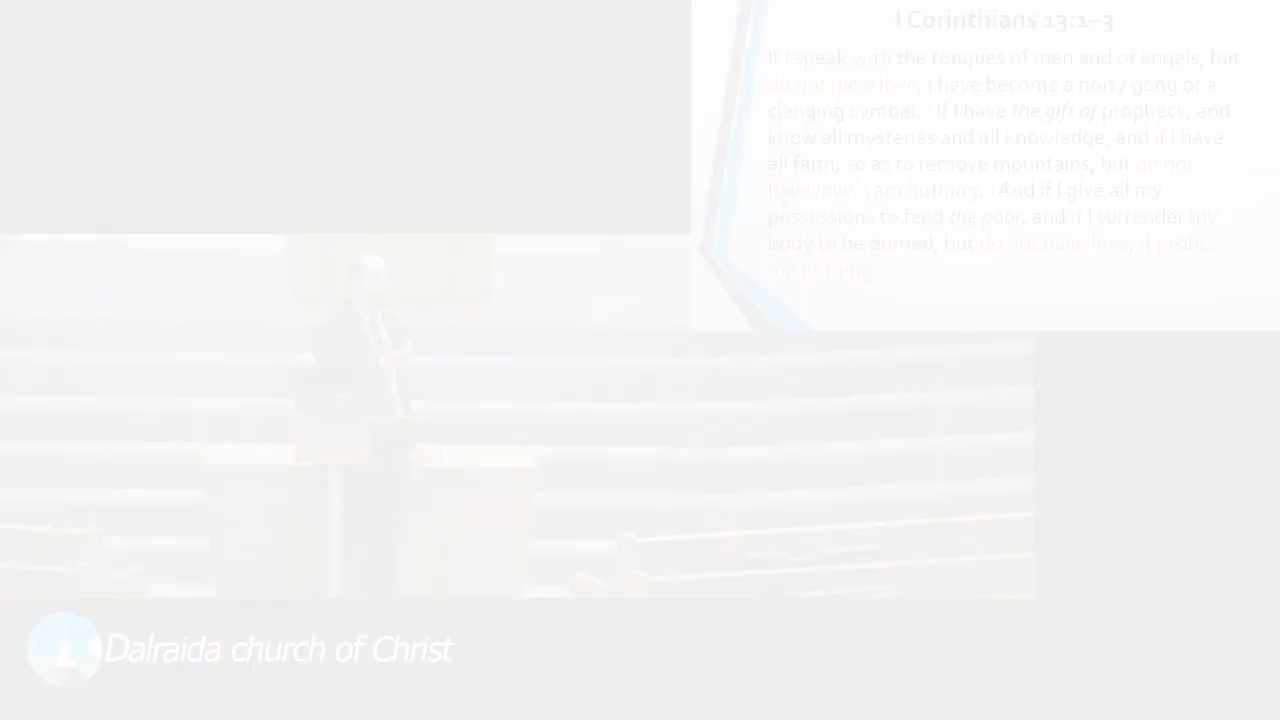 I Corinthians 13:1–3
If I speak with the tongues of men and of angels, but
do not have love, I have become a noisy gong or a
clanging cymbal. If I have the gift of prophecy, and
know all mysteries and all knowledge, and if I have
all faith, so as to remove mountains, but do not
have love, I am nothing. And if I give all my
possessions to feed the poor, and if I surrender my
body to be burned, but do not have love, it profits
me nothing.
Dalraida church of Christ